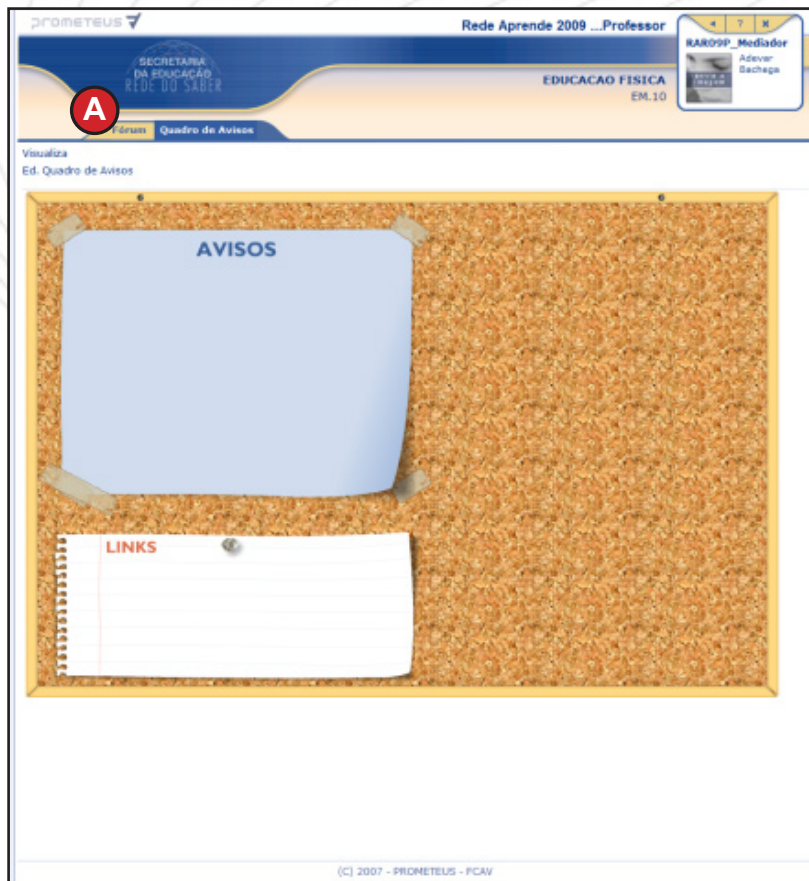 PROMETEUS
Rede Aprende 2009 ...Professor
RAR09P_Mediador
Adevar
Bachega
SECRETARIA
DA EDUCAÇÃO
REDE DO SABER
EDUCACAO FISICA
EM.10
A
Fórum Quadro de Avisos
Visualiza
Ed. Quadro de Avisos
AVISOS
LINKS
(C) 2007 - PROMETEUS - FCAV